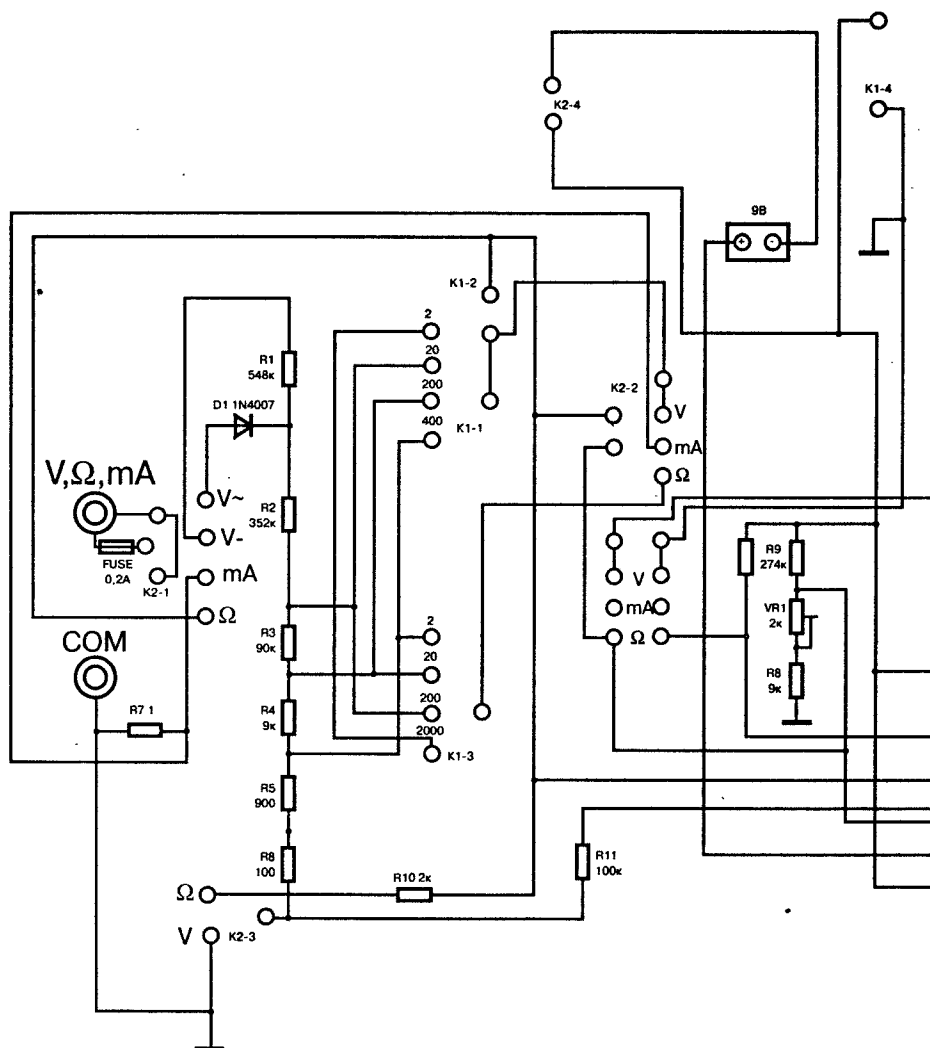 K2-4
K1-4
9В
+
-
K1-2
2
20
200
400
K1-1
R1
548к
D1 1N4007
K2-2
V
mA
Ω
V,Ω,mA
V~
V-
mA
Ω
FUSE
0,2A
K2-1
R2
352к
V
mA
Ω
R9
274к
VR1
2к
R8
9к
COM
R3
90к
2
20
200
2000
K1-3
R7 1
R4
9к
R5
900
R8
100
R10 2к
R11
100к
Ω
V
K2-3